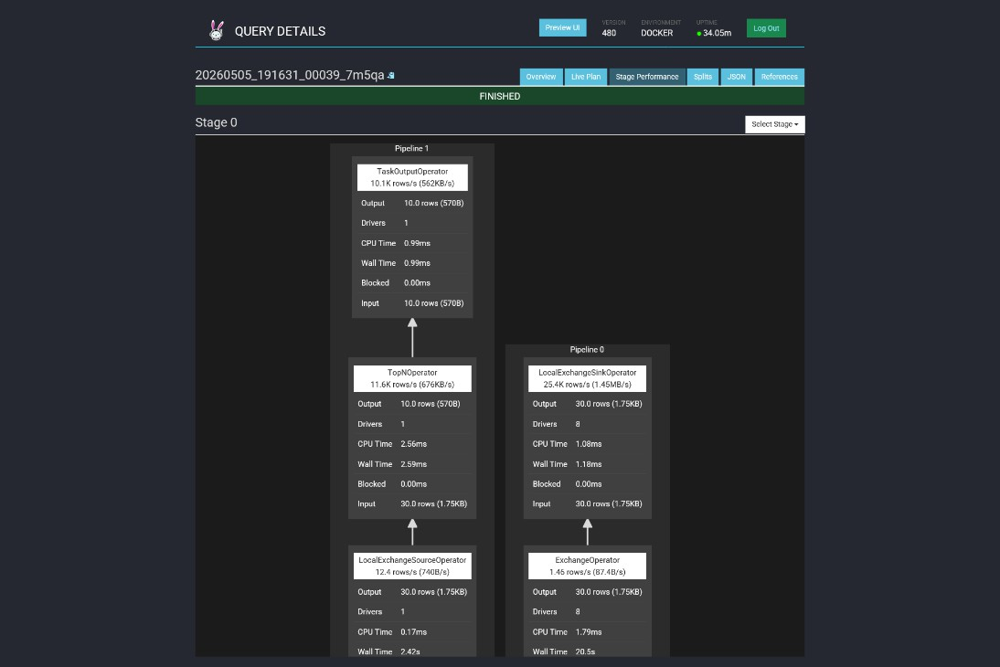 QUERY DETAILS
Preview UI
VERSION
480
ENVIRONMENT
DOCKER
UPTIME
34.05m
Log Out
20260505_191631_00039_7m5qa
Overview
Live Plan
Stage Performance
Splits
JSON
References
FINISHED
Stage 0
Select Stage
Pipeline 1
TaskOutputOperator
10.1K rows/s (562KB/s)
Output 10.0 rows (570B)
Drivers 1
CPU Time 0.99ms
Wall Time 0.99ms
Blocked 0.00ms
Input 10.0 rows (570B)
TopNOperator
11.6K rows/s (676KB/s)
Output 10.0 rows (570B)
Drivers 1
CPU Time 2.56ms
Wall Time 2.59ms
Blocked 0.00ms
Input 30.0 rows (1.75KB)
LocalExchangeSourceOperator
12.4 rows/s (740B/s)
Output 30.0 rows (1.75KB)
Drivers 1
CPU Time 0.17ms
Wall Time 2.42s
Pipeline 0
LocalExchangeSinkOperator
25.4K rows/s (1.45MB/s)
Output 30.0 rows (1.75KB)
Drivers 8
CPU Time 1.08ms
Wall Time 1.18ms
Blocked 0.00ms
Input 30.0 rows (1.75KB)
ExchangeOperator
1.46 rows/s (87.4B/s)
Output 30.0 rows (1.75KB)
Drivers 8
CPU Time 1.79ms
Wall Time 20.5s